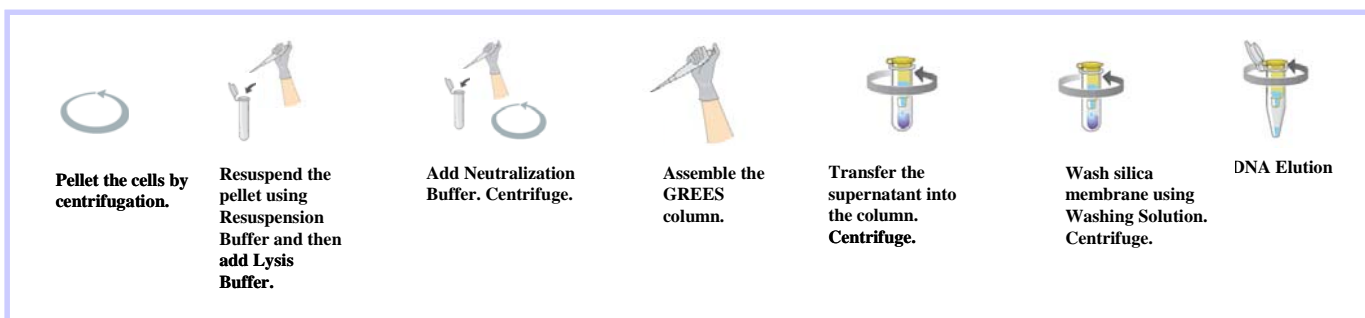 Pellet the cells by
centrifugation.
Resuspend the
pellet using
Resuspension
Buffer and then
add Lysis
Buffer.
Add Neutralization
Buffer. Centrifuge.
Assemble the
GREES
column.
Transfer the
supernatant into
the column.
Centrifuge.
Wash silica
membrane using
Washing Solution.
Centrifuge.
DNA Elution